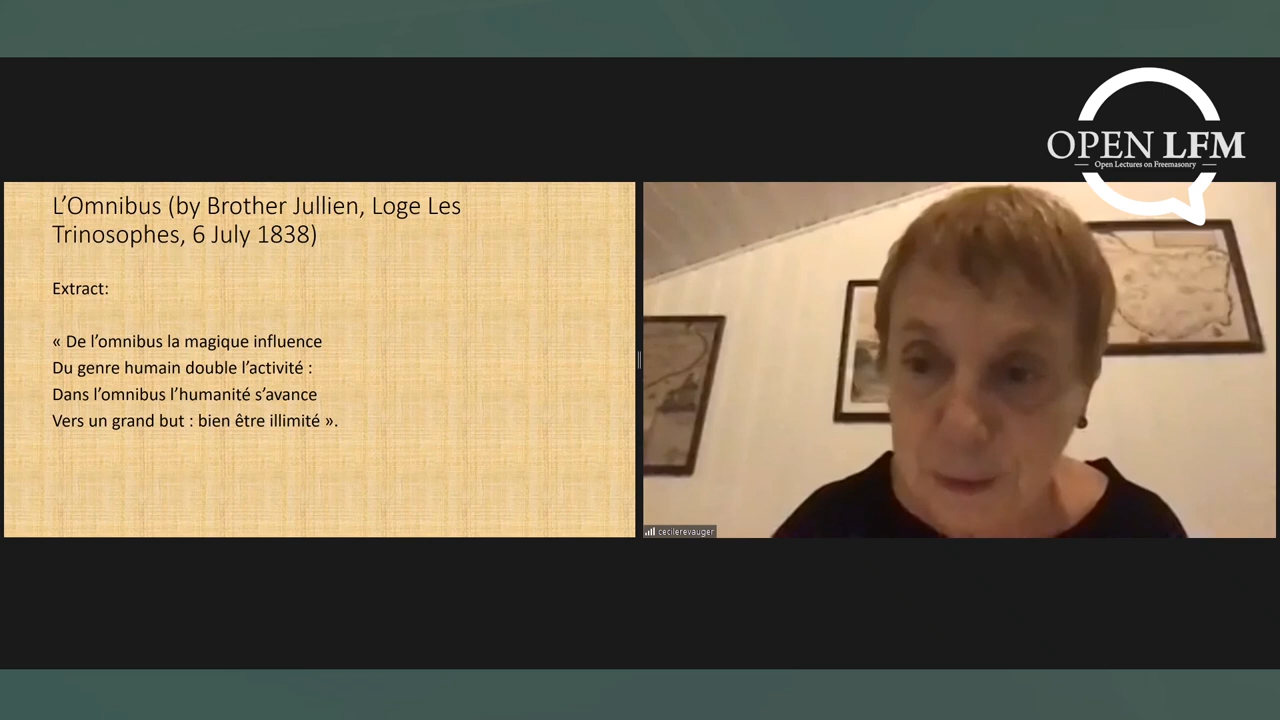 L’Omnibus (by Brother Jullien, Loge Les
Trinosophes, 6 July 1838)
Extract:
« De l’omnibus la magique influence
Du genre humain double l’activité :
Dans l’omnibus l’humanité s’avance
Vers un grand but : bien être illimité ».
OPEN LFM
Open Lectures on Freemasonry
cecilerevauger